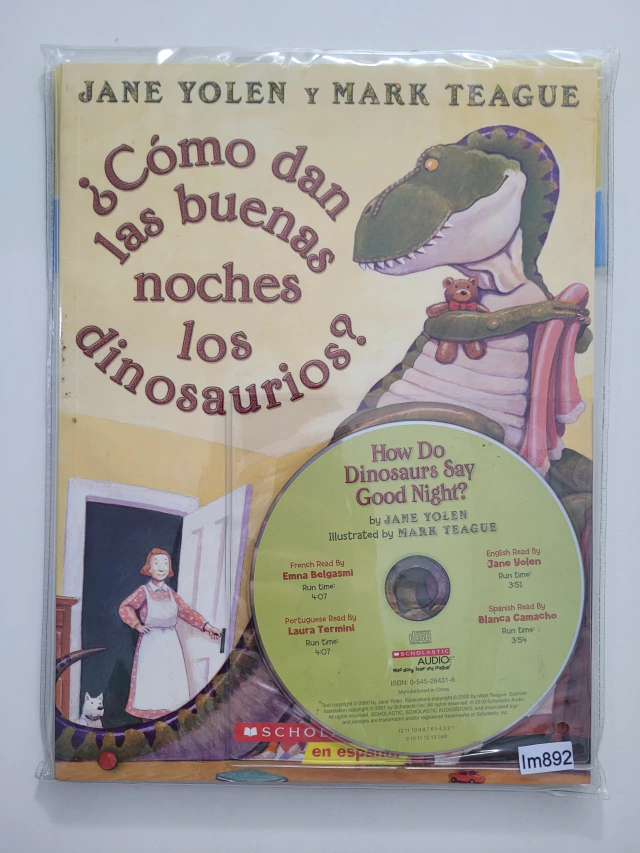 JANE YOLEN Y MARK TEAGUE
¿Cómo dan
las buenas
noches
los
dinosaurios?
How Do
Dinosaurs Say
Good Night?
by JANE YOLEN
Illustrated by MARK TEAGUE
French Read By
Emna Belgasmi
Run time:
4:07
English Read By
Jane Yolen
Run time:
3:51
Portuguese Read By
Laura Termini
Run time:
4:07
Spanish Read By
Blanca Camacho
Run time:
3:54
SCHOLASTIC
AUDIO
ISBN: 0-545-26431-6
Manufactured in China
SCHOL
en español
Im892